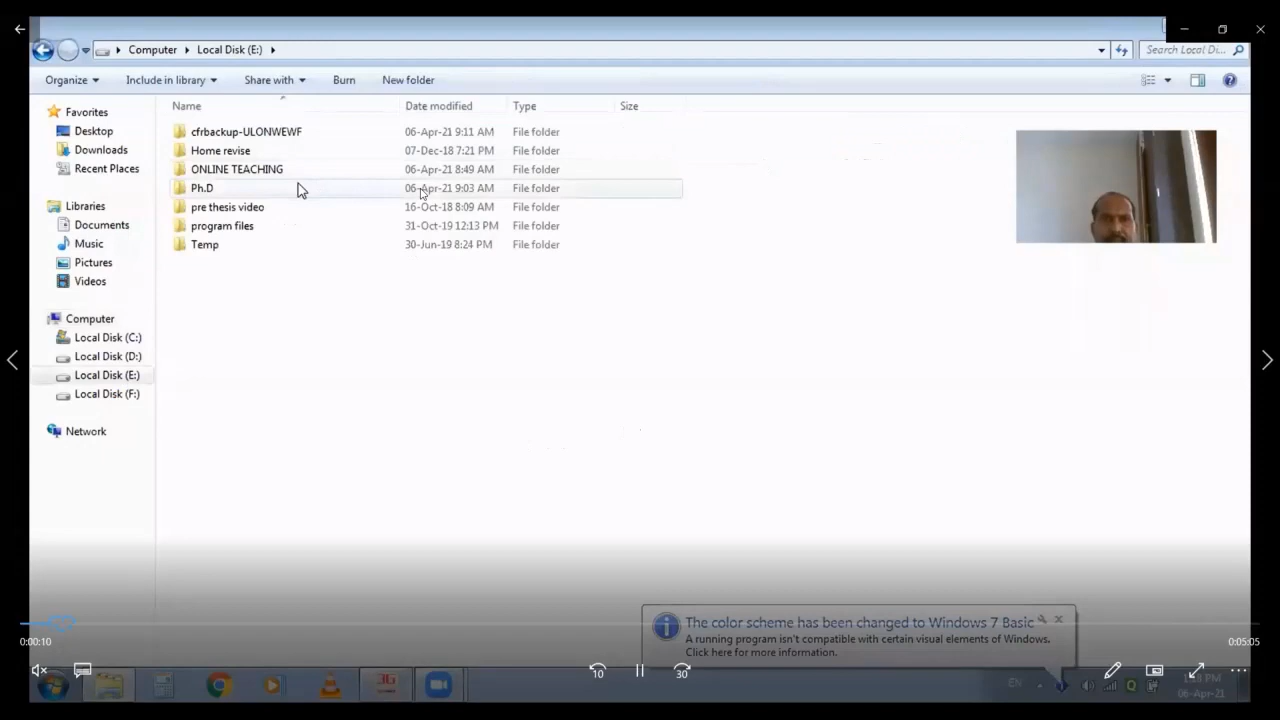 Computer Local Disk (E:) Search Local Di...
Organize Include in library Share with Burn New folder
Name Date modified Type Size
Favorites
Desktop
Downloads
Recent Places
Libraries
Documents
Music
Pictures
Videos
Computer
Local Disk (C:)
Local Disk (D:)
Local Disk (E:)
Local Disk (F:)
Network
cfrbackup-ULONWEWF 06-Apr-21 9:11 AM File folder
Home revise 07-Dec-18 7:21 PM File folder
ONLINE TEACHING 06-Apr-21 8:49 AM File folder
Ph.D 06-Apr-21 9:03 AM File folder
pre thesis video 16-Oct-18 8:09 AM File folder
program files 31-Oct-19 12:13 PM File folder
Temp 30-Jun-19 8:24 PM File folder
The color scheme has been changed to Windows 7 Basic
A running program isn't compatible with certain visual elements of Windows.
Click here for more information.
0:00:10 0:05:05
10 30
EN
06-Apr-21